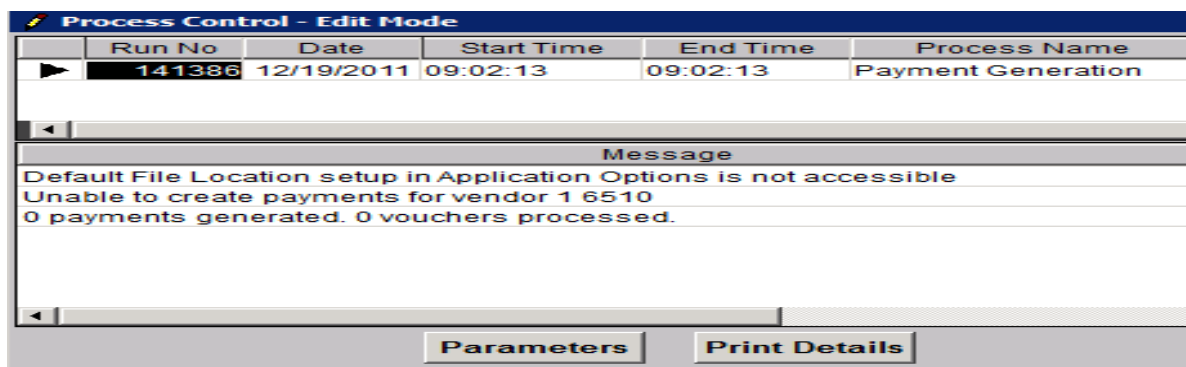 Process Control - Edit Mode
Run No Date Start Time End Time Process Name
141386 12/19/2011 09:02:13 09:02:13 Payment Generation
Message
Default File Location setup in Application Options is not accessible
Unable to create payments for vendor 1 6510
0 payments generated. 0 vouchers processed.
Parameters Print Details